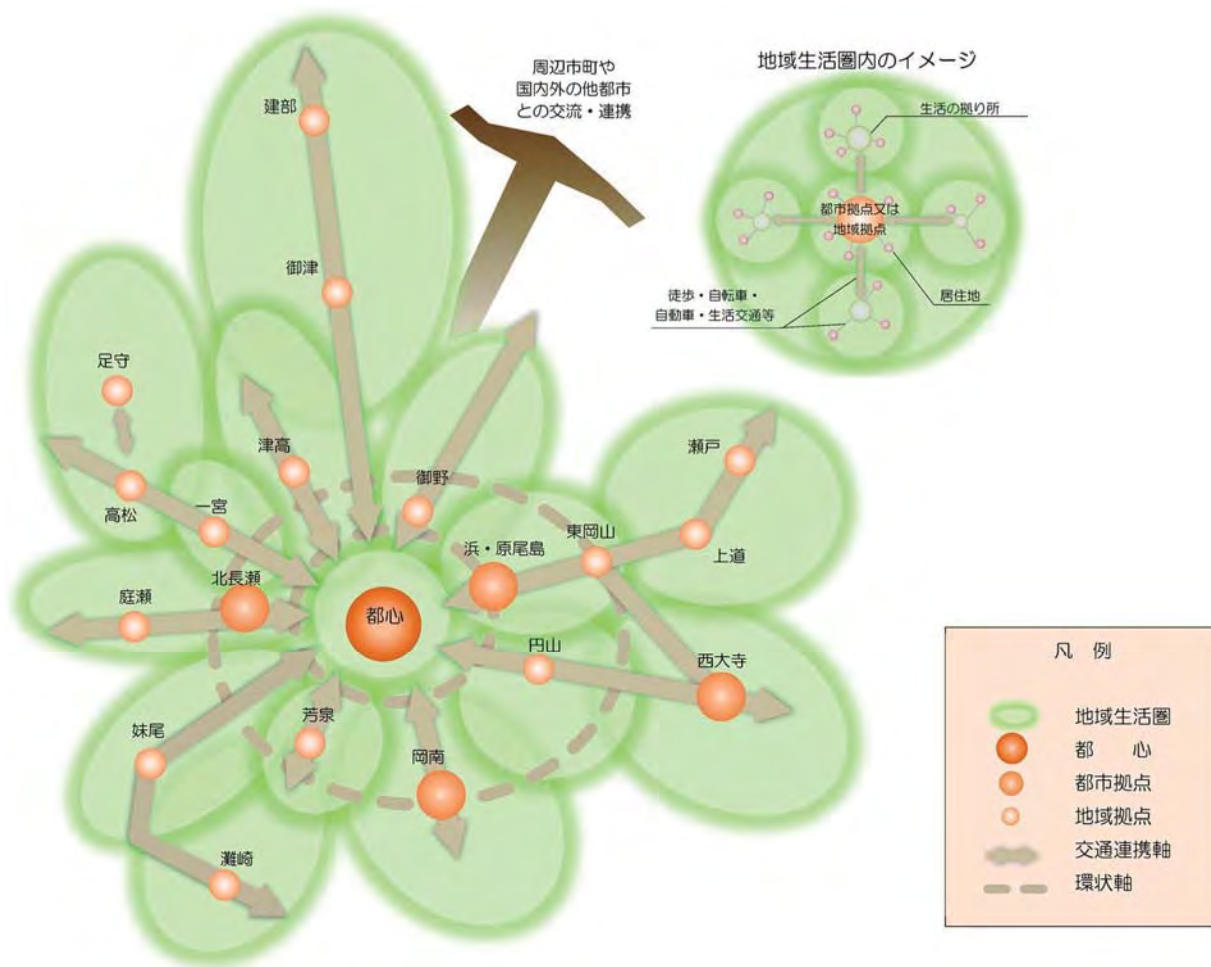 周辺市町や
国内外の他都市
との交流・連携
地域生活圏内のイメージ
生活の拠り所
都市拠点又は
地域拠点
徒歩・自転車・
自動車・生活交通等
居住地
建部
御津
足守
津高
高松
一宮
御野
瀬戸
浜・原尾島
東岡山
上道
北長瀬
庭瀬
都心
円山
西大寺
妹尾
芳泉
岡南
灘崎
凡 例
地域生活圏
都 心
都市拠点
地域拠点
交通連携軸
環状軸